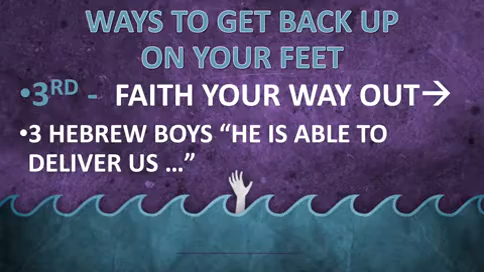 WAYS TO GET BACK UP
ON YOUR FEET
•3RD - FAITH YOUR WAY OUT→
•3 HEBREW BOYS “HE IS ABLE TO
DELIVER US …”